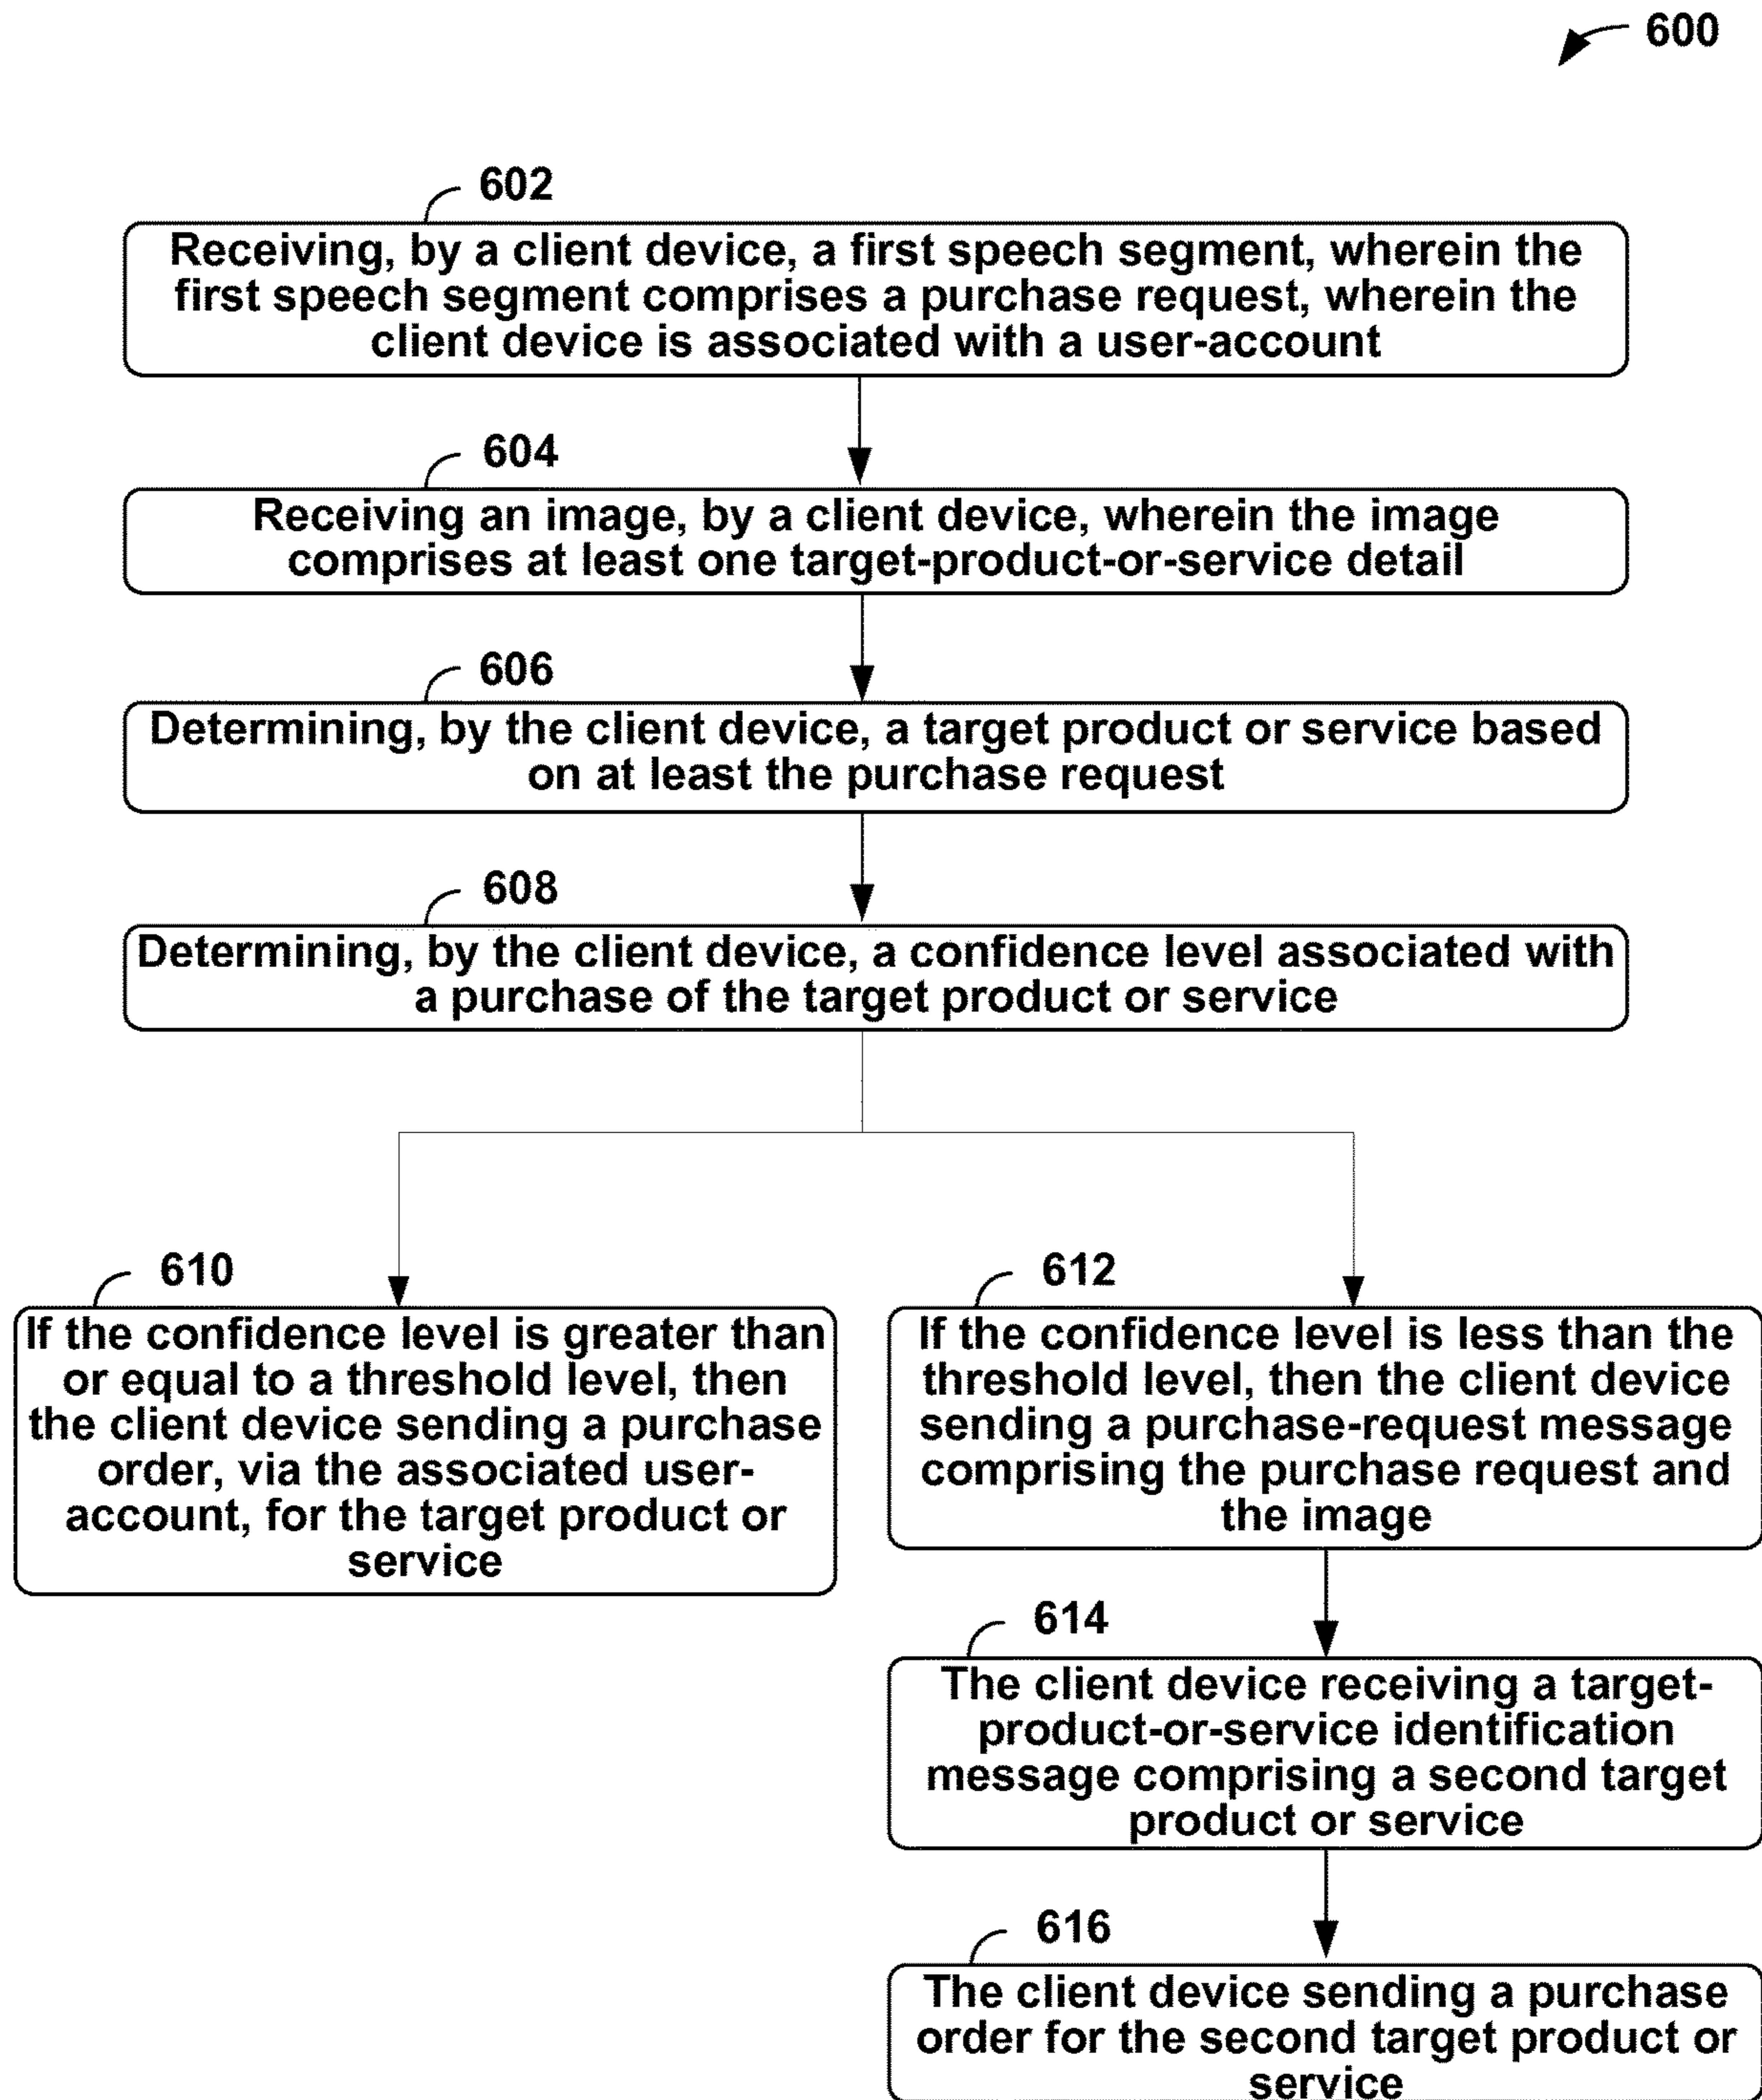 600
602
Receiving, by a client device, a first speech segment, wherein the
first speech segment comprises a purchase request, wherein the
client device is associated with a user-account
604
Receiving an image, by a client device, wherein the image
comprises at least one target-product-or-service detail
606
Determining, by the client device, a target product or service based
on at least the purchase request
608
Determining, by the client device, a confidence level associated with
a purchase of the target product or service
610
If the confidence level is greater than
or equal to a threshold level, then
the client device sending a purchase
order, via the associated user-
account, for the target product or
service
612
If the confidence level is less than the
threshold level, then the client device
sending a purchase-request message
comprising the purchase request and
the image
614
The client device receiving a target-
product-or-service identification
message comprising a second target
product or service
616
The client device sending a purchase
order for the second target product or
service